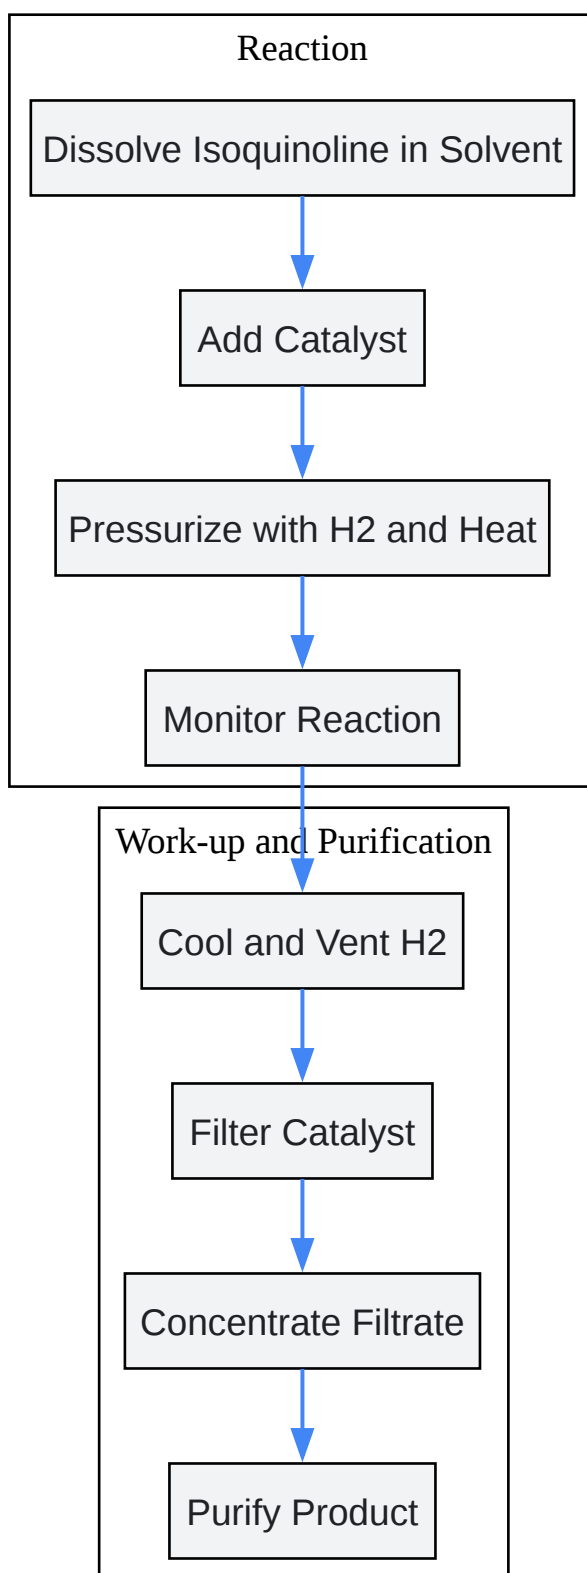 Reaction
Dissolve Isoquinoline in Solvent
Add Catalyst
Pressurize with H2 and Heat
Monitor Reaction
Work-up and Purification
Cool and Vent H2
Filter Catalyst
Concentrate Filtrate
Purify Product